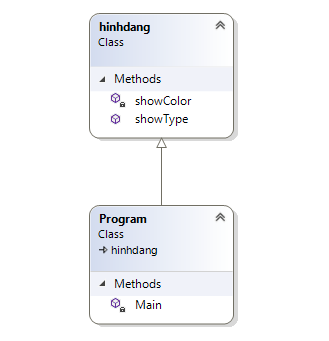 hinhdang
Class
Methods
showColor
showType
Program
Class
hinhdang
Methods
Main